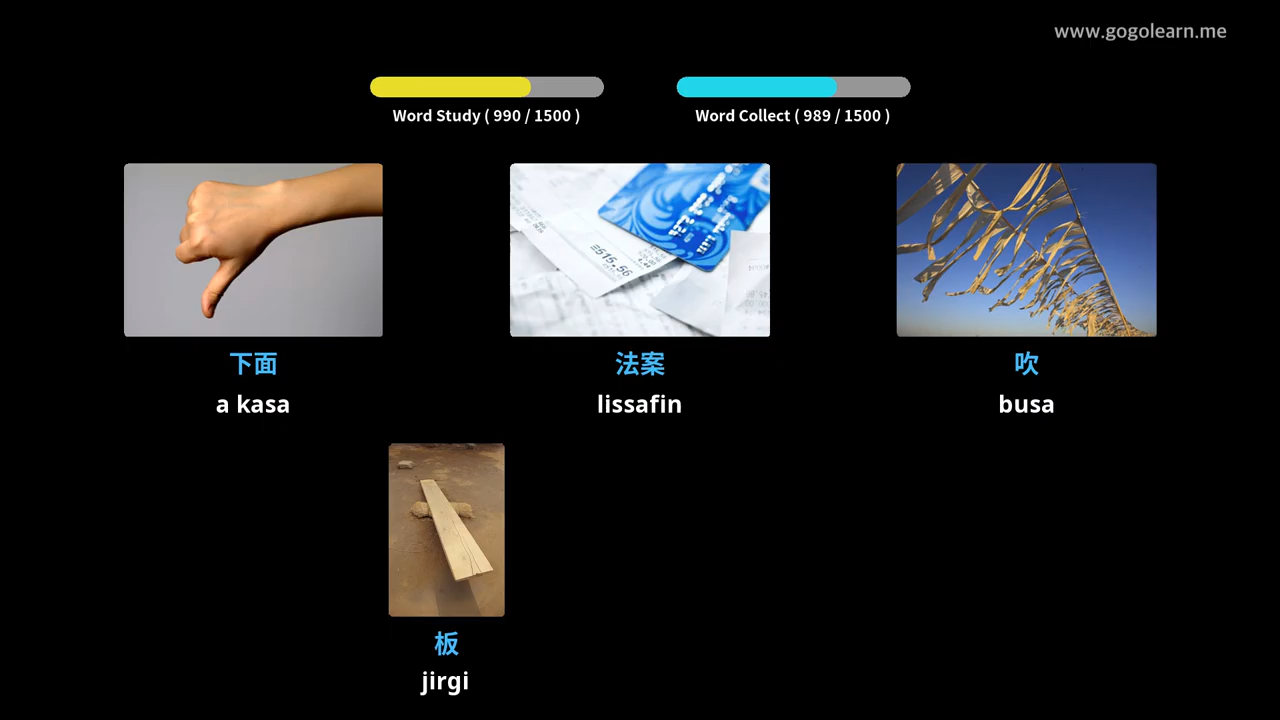 www.gogolearn.me
Word Study ( 990 / 1500 )
Word Collect ( 989 / 1500 )
下面
a kasa
法案
lissafin
吹
busa
板
jirgi